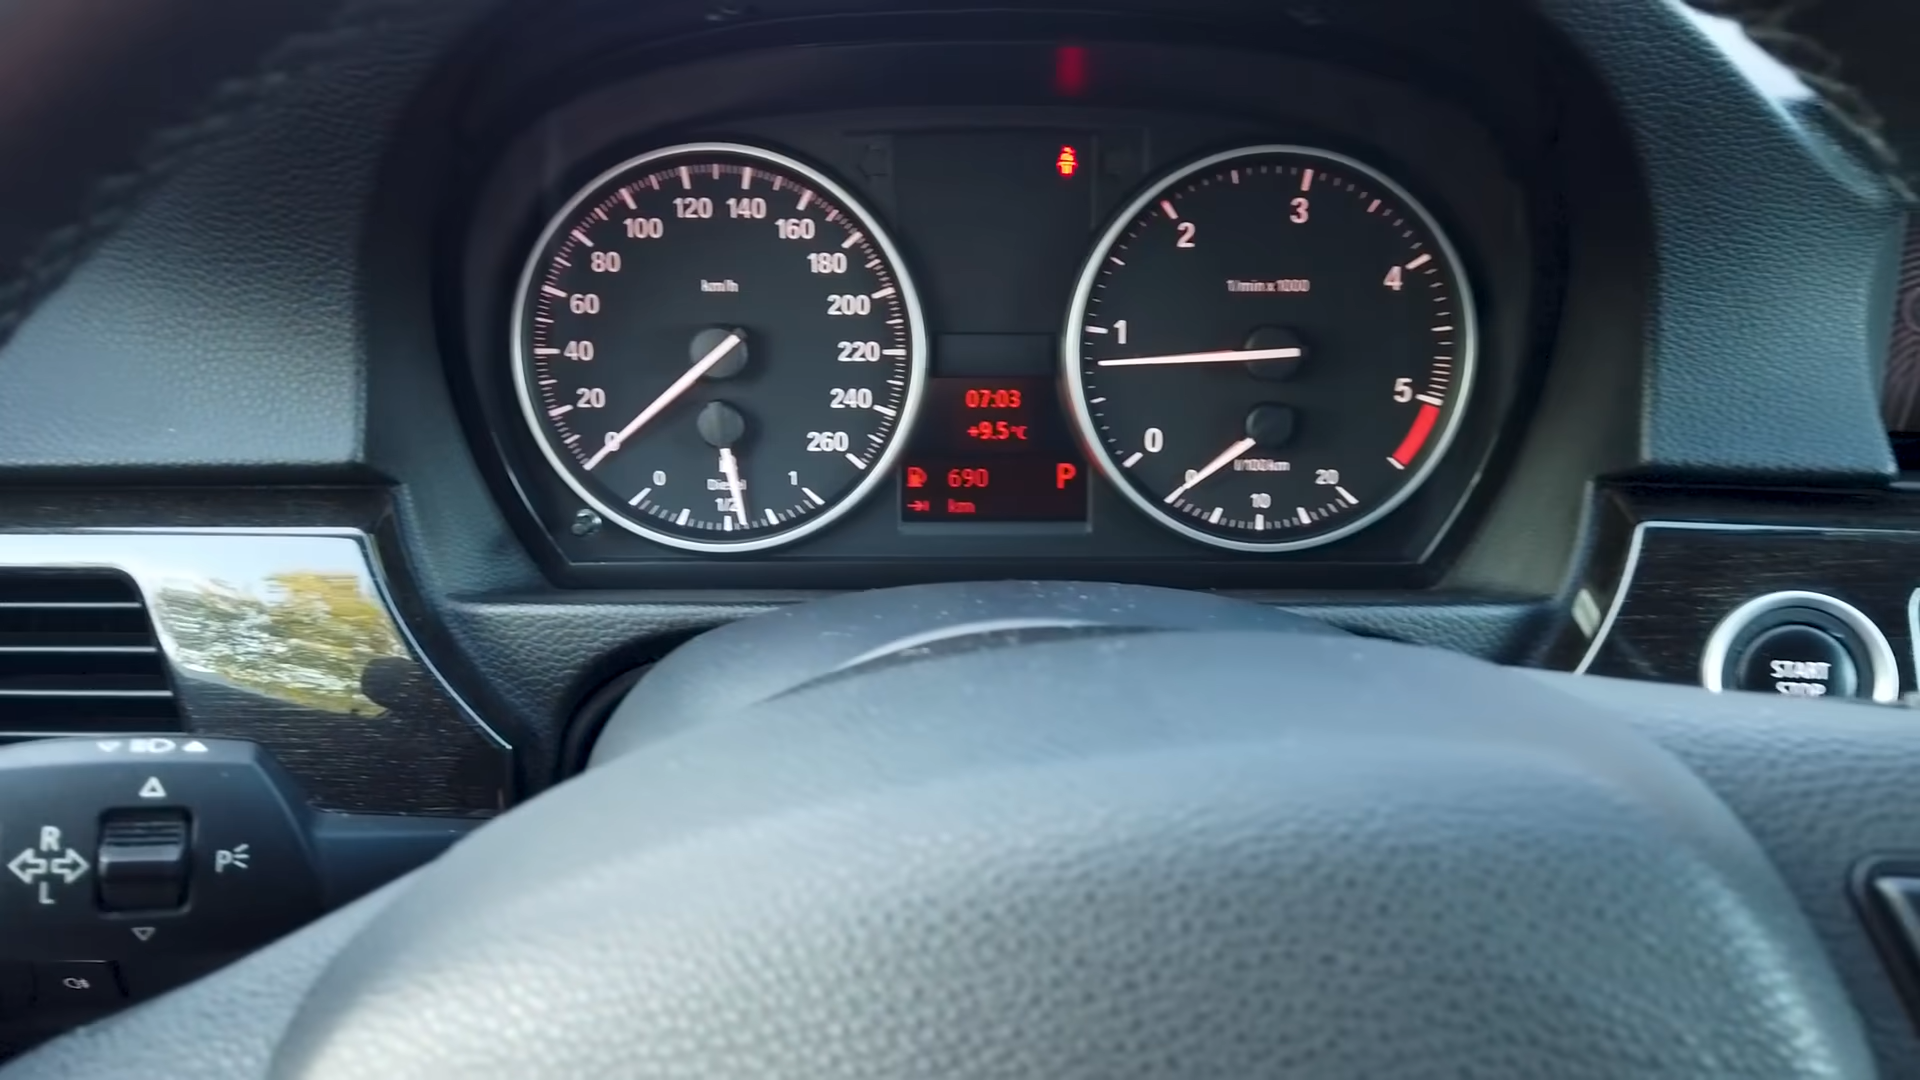 120 140
100 160
80 180
km/h
60 200
40 220
20 240
0 260
0 Diesel 1
1/2
07:03
+9.5°C
690 P
km
3
2
4
1/min x 1000
1
5
0
0 l/100km 20
10
START
STOP
R
L
P